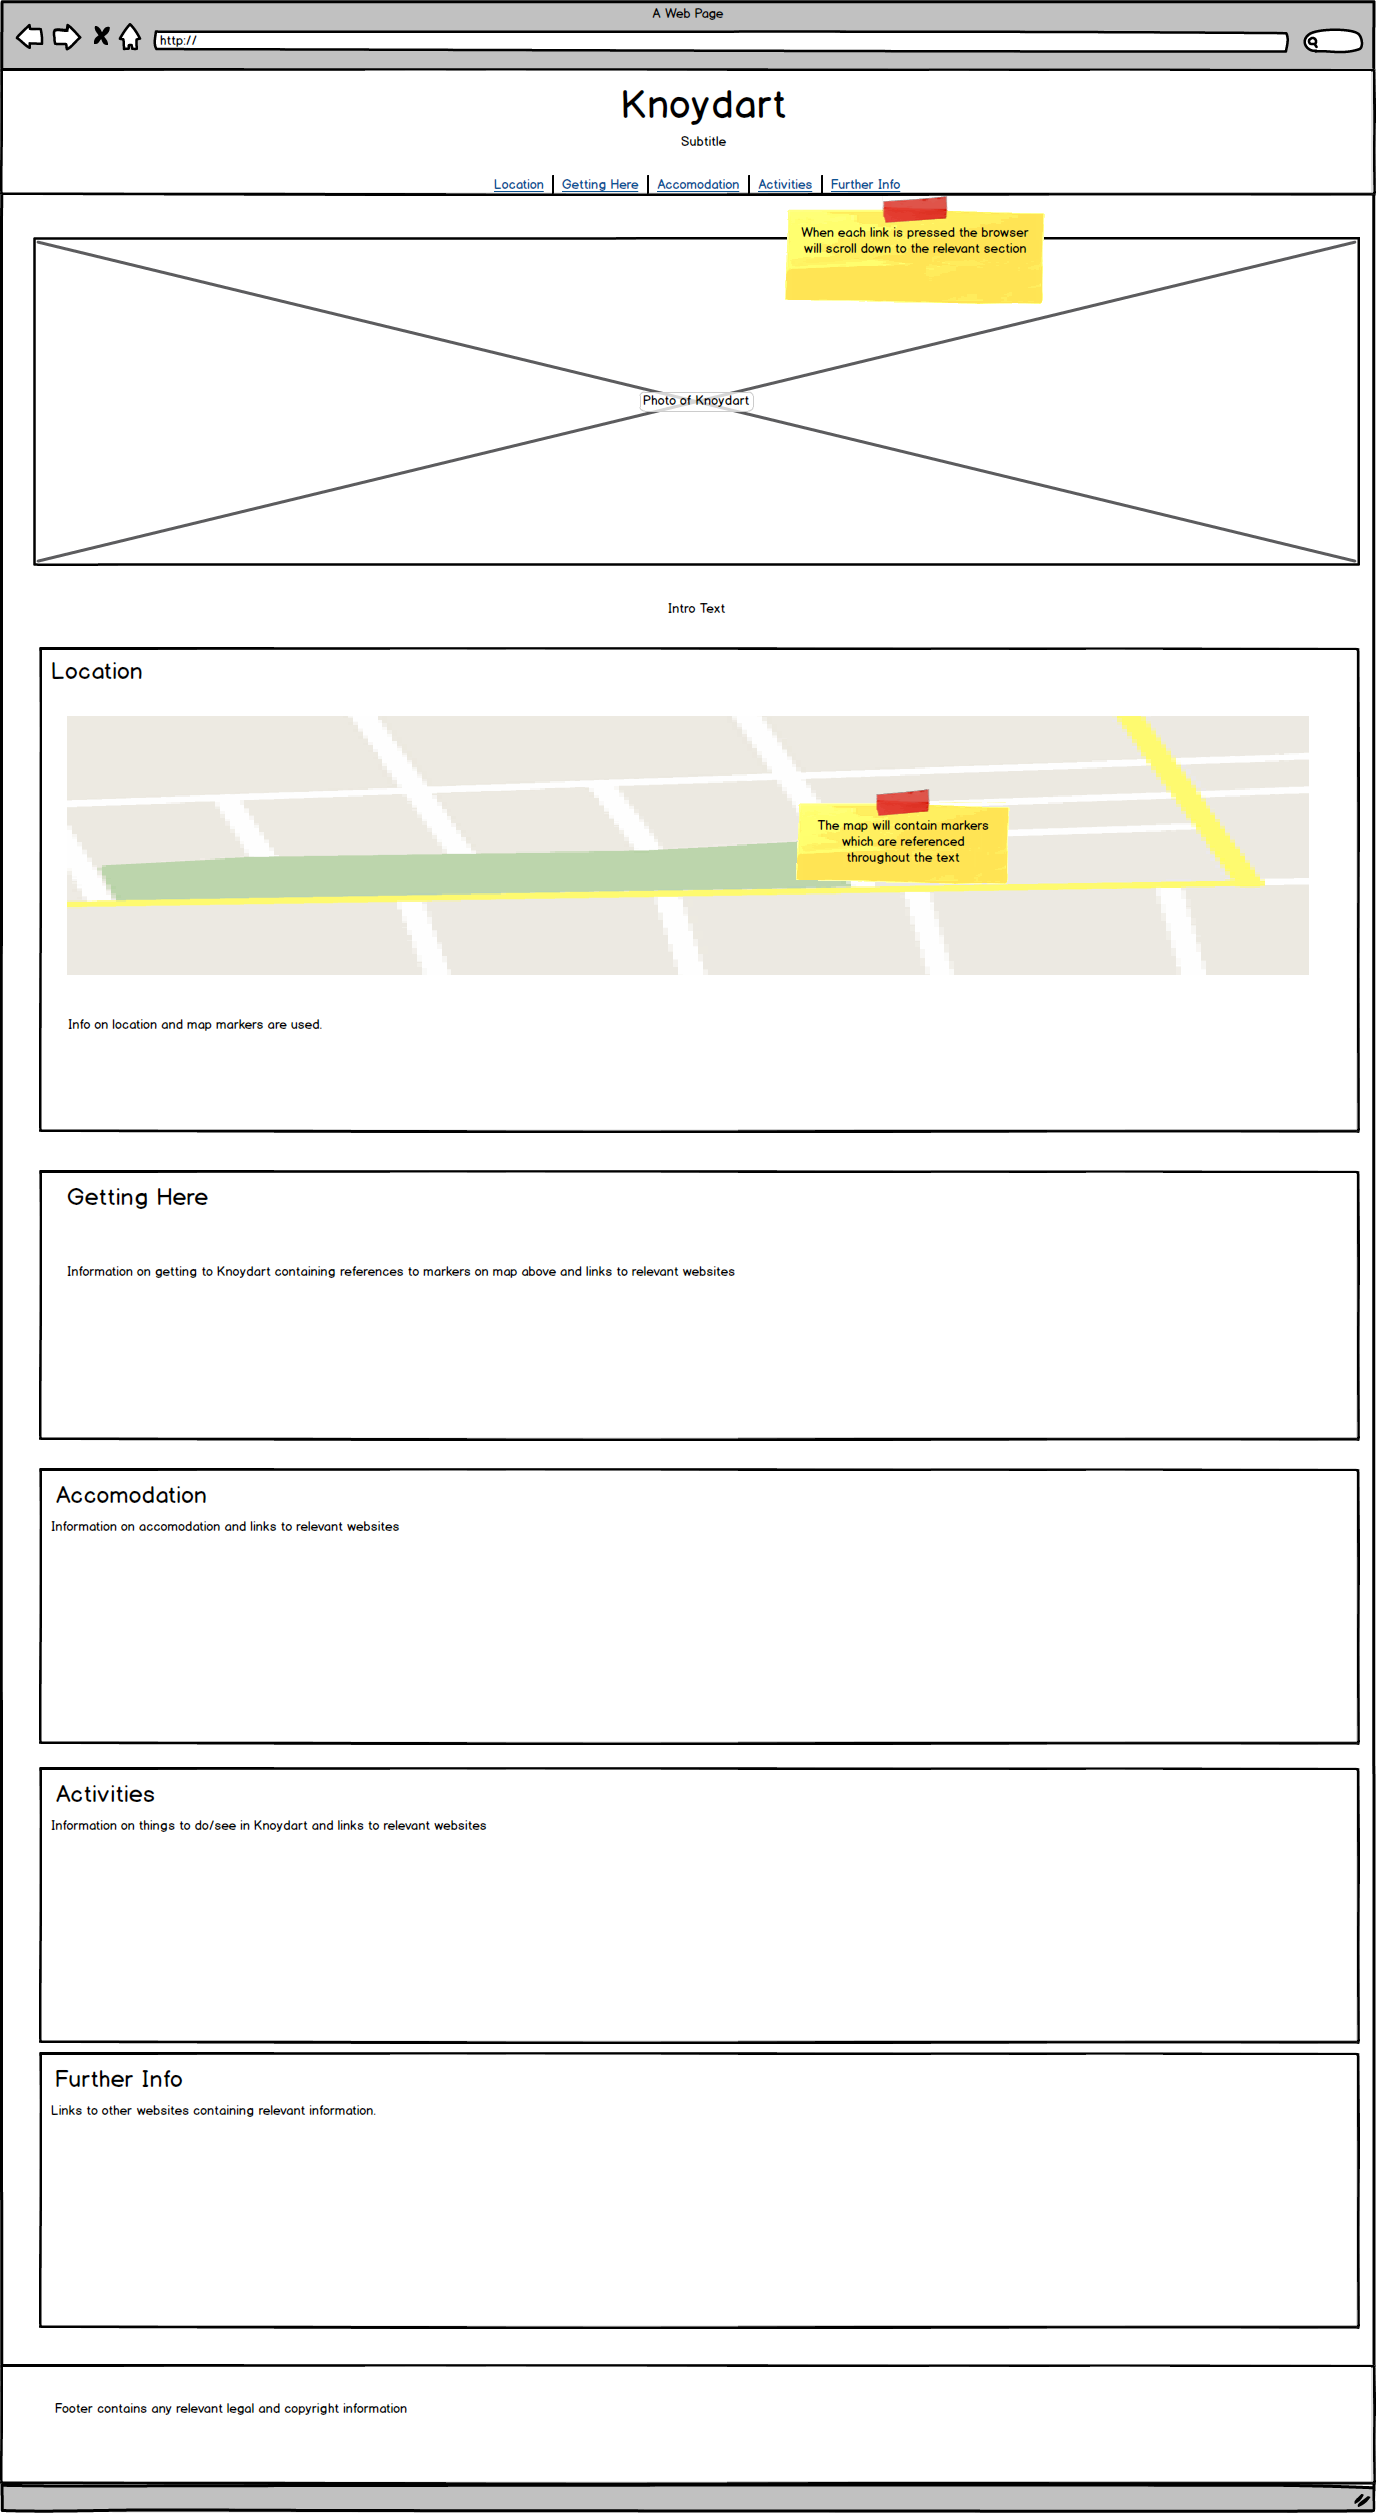 A Web Page
http://
Knoydart
Subtitle
Location | Getting Here | Accomodation | Activities | Further Info
When each link is pressed the browser
will scroll down to the relevant section
Photo of Knoydart
Intro Text
Location
The map will contain markers
which are referenced
throughout the text
Info on location and map markers are used.
Getting Here
Information on getting to Knoydart containing references to markers on map above and links to relevant websites
Accomodation
Information on accomodation and links to relevant websites
Activities
Information on things to do/see in Knoydart and links to relevant websites
Further Info
Links to other websites containing relevant information.
Footer contains any relevant legal and copyright information